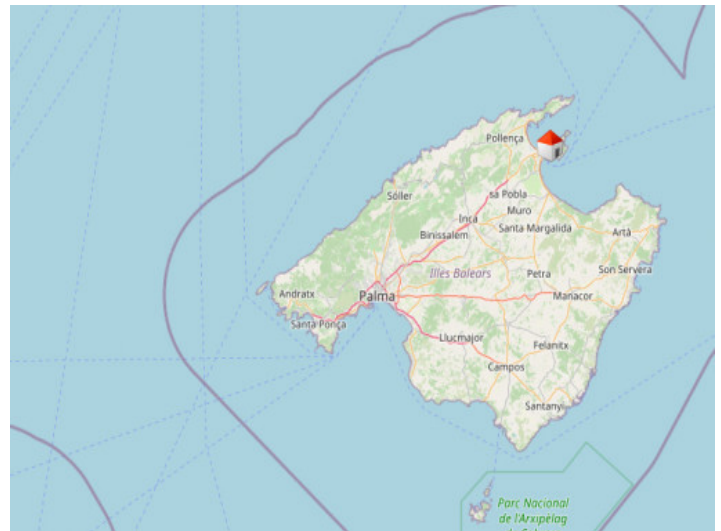 Pollença
sa Pobla
Sóller
Muro
Inca
Santa Margalida
Binissalem
Artà
Illes Balears
Petra
Son Servera
Andratx
Palma
Manacor
Santa Ponça
Llucmajor
Felanitx
Campos
Santanyí
Parc Nacional
de l'Arxipèlag